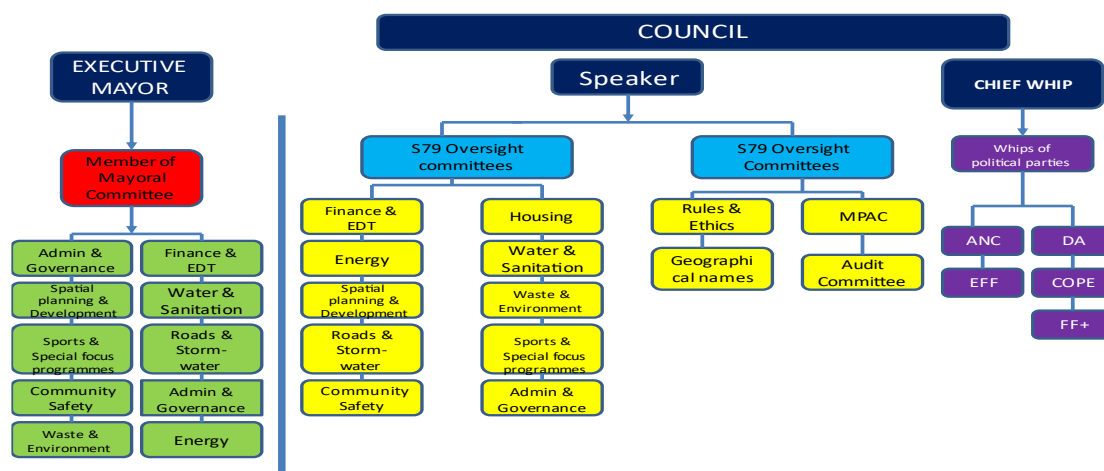 COUNCIL
EXECUTIVE
MAYOR
Speaker
CHIEF WHIP
Member of
Mayoral
Committee
S79 Oversight
committees
S79 Oversight
Committees
Whips of
political parties
Admin &
Governance
Finance &
EDT
Spatial
planning &
Development
Water &
Sanitation
Sports &
Special focus
programmes
Roads &
Storm-
water
Community
Safety
Admin &
Governance
Waste &
Environment
Energy
Finance &
EDT
Housing
Energy
Water &
Sanitation
Spatial
planning &
Development
Waste &
Environment
Roads &
Storm-
water
Sports &
Special focus
programmes
Community
Safety
Admin &
Governance
Rules &
Ethics
MPAC
Geographi
cal names
Audit
Committee
ANC
DA
EFF
COPE
FF+